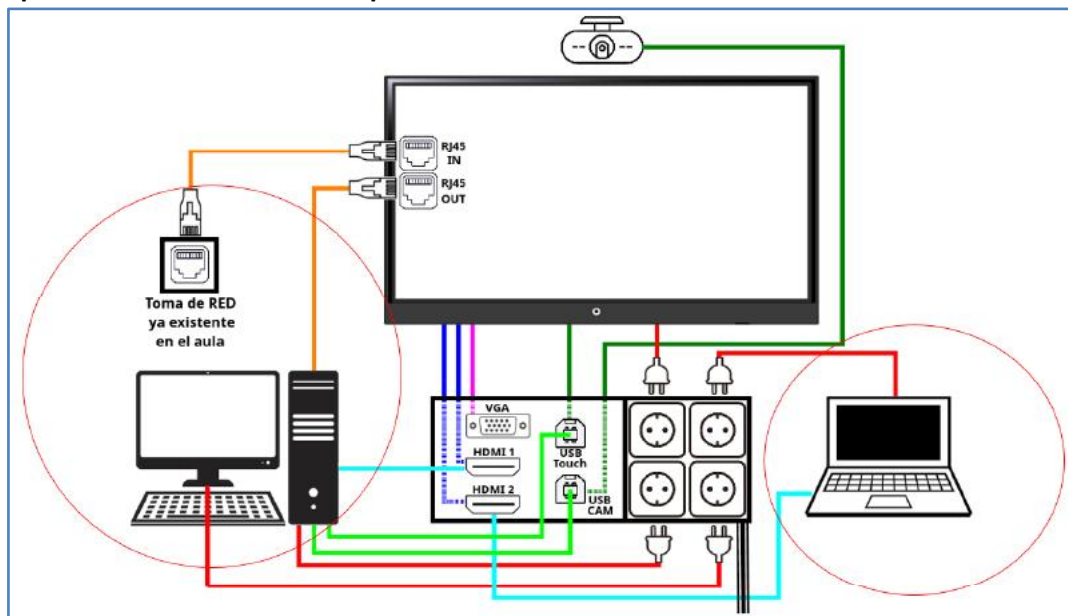 RJ45
IN
RJ45
OUT
Toma de RED
ya existente
en el aula
VGA
HDMI 1
HDMI 2
USB
Touch
USB
CAM